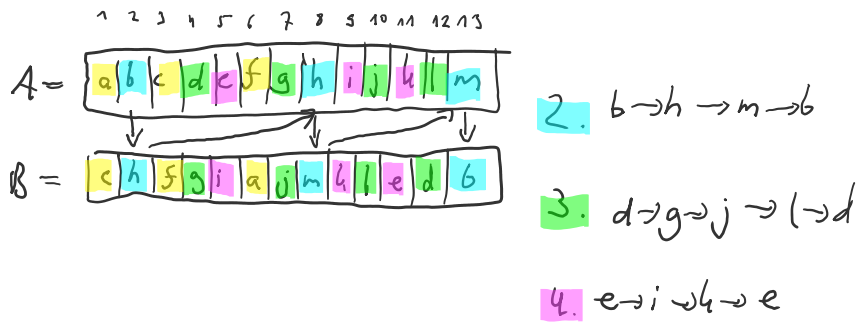 1 2 3 4 5 6 7 8 9 10 11 12 13
A = a b c d e f g h i j k l m
B = c h f g i a j m k l e d b
2. b → h → m → b
3. d → g → j → l → d
4. e → i → k → e